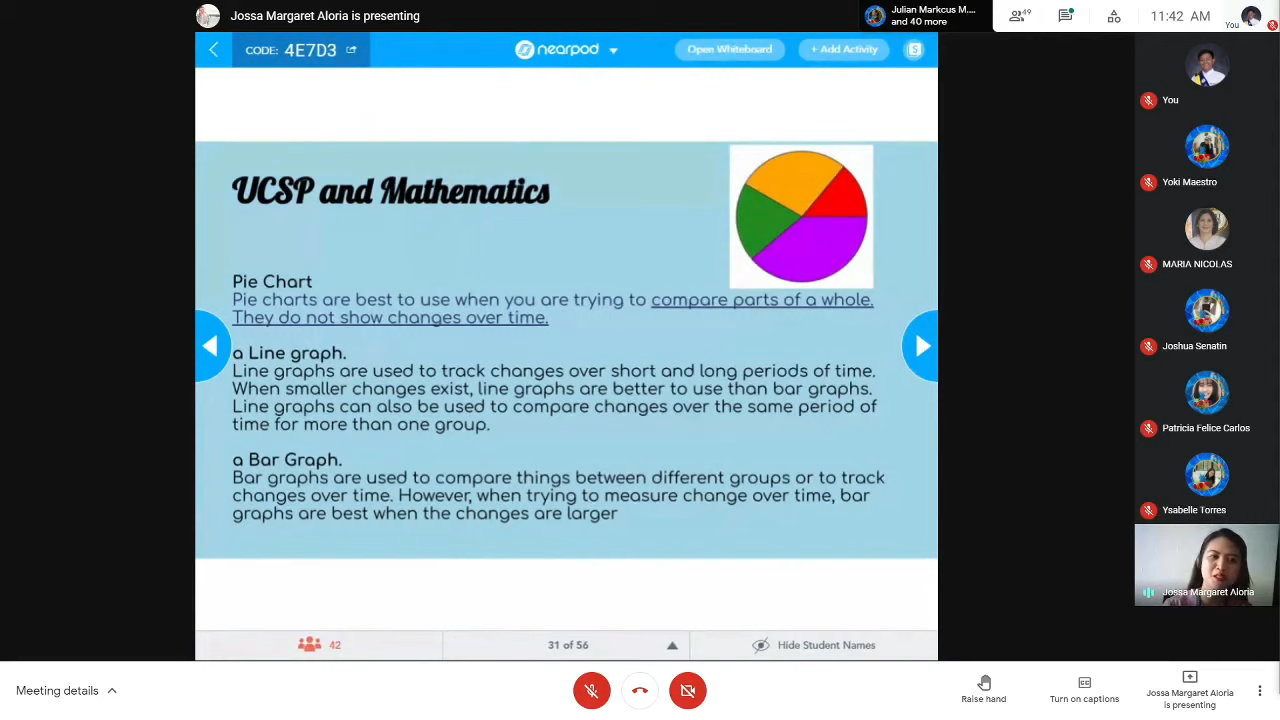 Jossa Margaret Aloria is presenting
Julian Markcus M....
and 40 more
49
11:42 AM
You
CODE: 4E7D3
nearpod
Open Whiteboard
+ Add Activity
S
UCSP and Mathematics
Pie Chart
Pie charts are best to use when you are trying to compare parts of a whole.
They do not show changes over time.
a Line graph.
Line graphs are used to track changes over short and long periods of time.
When smaller changes exist, line graphs are better to use than bar graphs.
Line graphs can also be used to compare changes over the same period of
time for more than one group.
a Bar Graph.
Bar graphs are used to compare things between different groups or to track
changes over time. However, when trying to measure change over time, bar
graphs are best when the changes are larger
42
31 of 56
Hide Student Names
You
Yoki Maestro
MARIA NICOLAS
Joshua Senatin
Patricia Felice Carlos
Ysabelle Torres
Jossa Margaret Aloria
Meeting details
Raise hand
Turn on captions
Jossa Margaret Aloria
is presenting